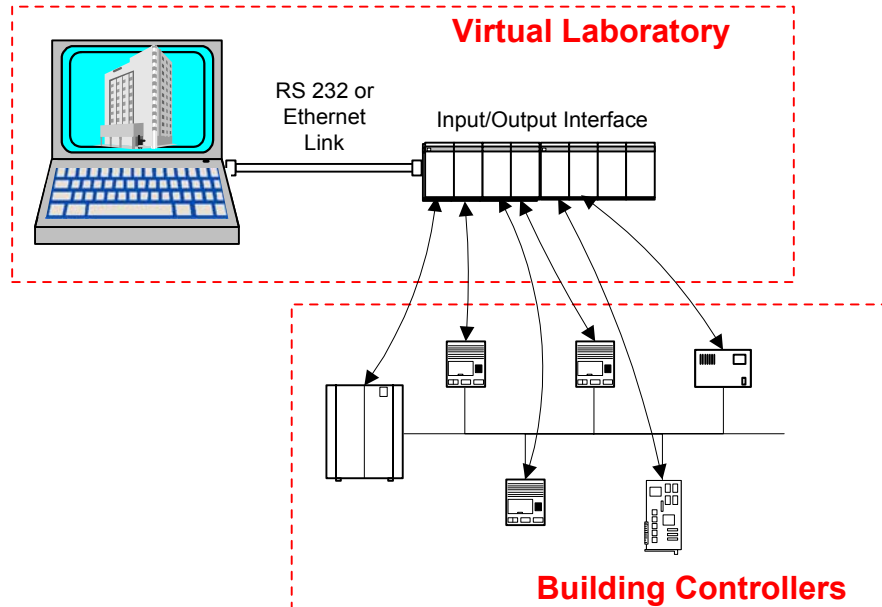 Virtual Laboratory
RS 232 or
Ethernet
Link
Input/Output Interface
Building Controllers